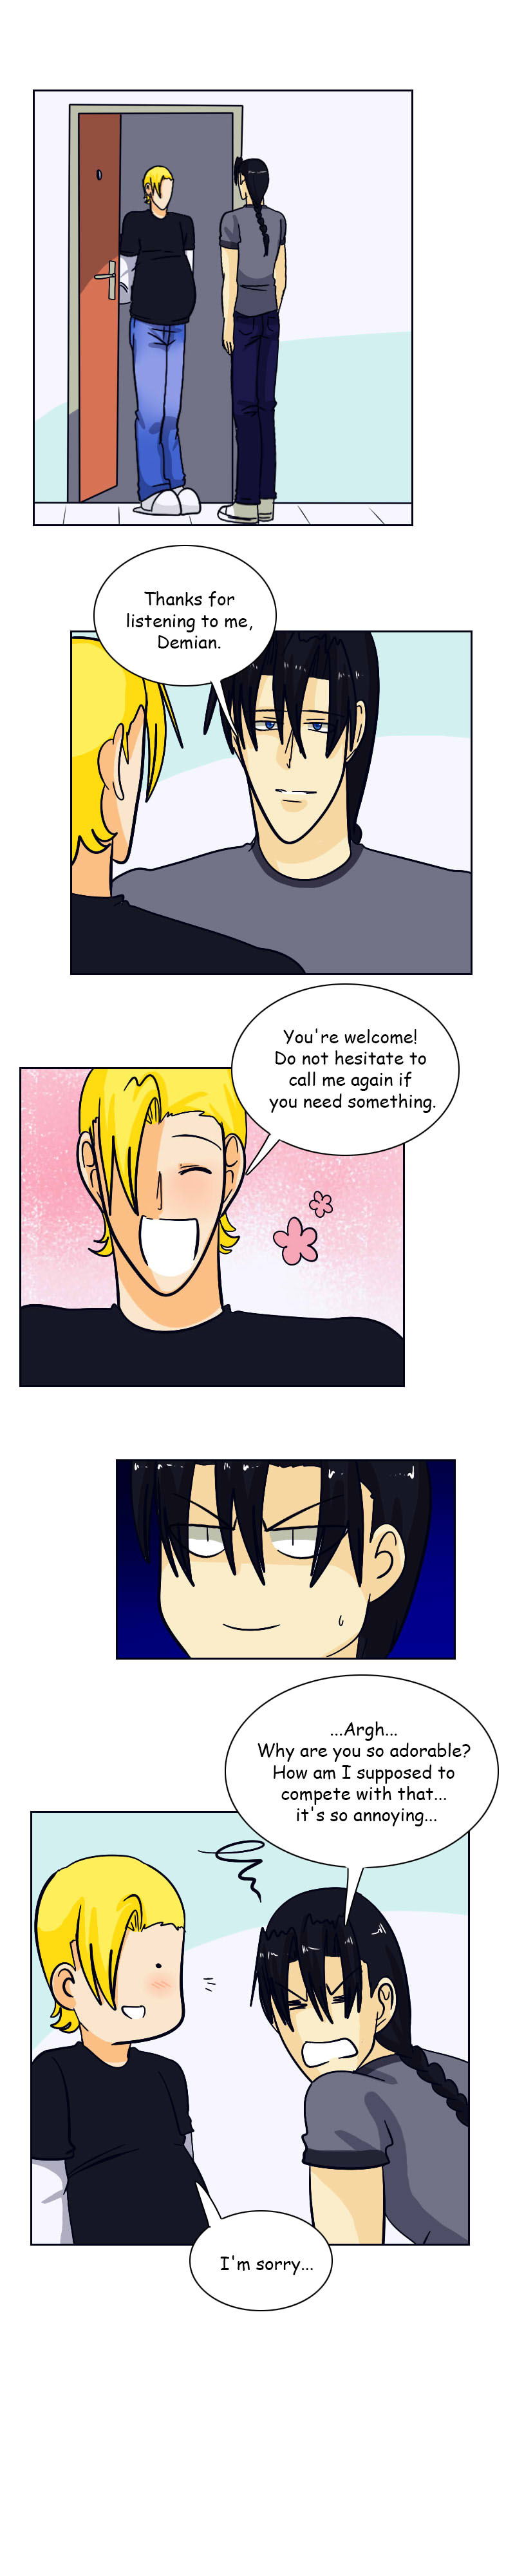 Thanks for
listening to me,
Demian.
You're welcome!
Do not hesitate to
call me again if
you need something.
...Argh...
Why are you so adorable?
How am I supposed to
compete with that...
it's so annoying...
I'm sorry...